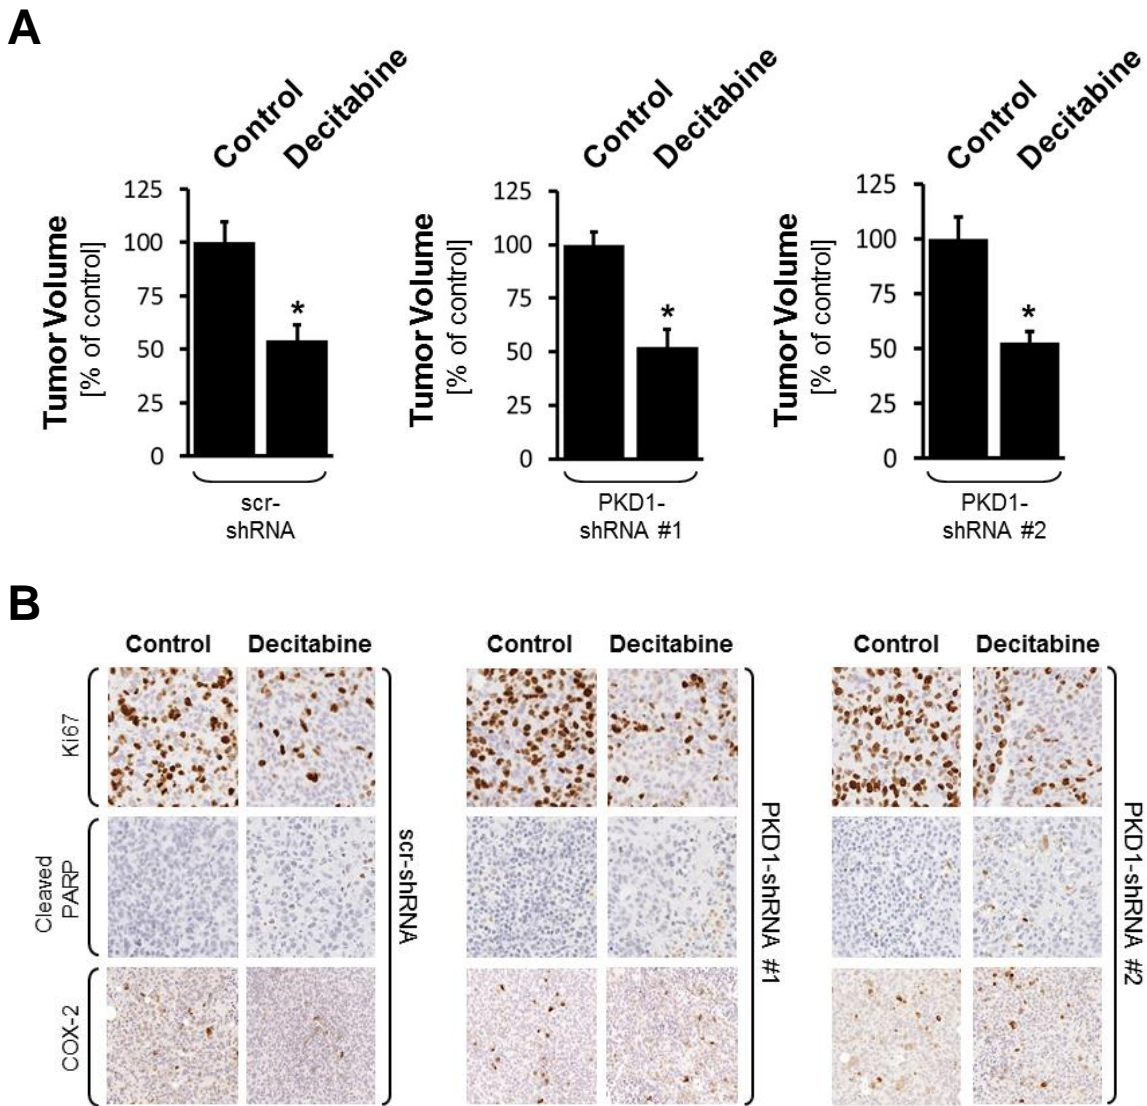 A
Control
Decitabine
Control
Decitabine
Control
Decitabine
Tumor Volume
[% of control]
125
100
75
50
25
0
*
scr-
shRNA
Tumor Volume
[% of control]
125
100
75
50
25
0
*
PKD1-
shRNA #1
Tumor Volume
[% of control]
125
100
75
50
25
0
*
PKD1-
shRNA #2
B
Control
Decitabine
Control
Decitabine
Control
Decitabine
Ki67
Cleaved
PARP
COX-2
scr-shRNA
PKD1-shRNA #1
PKD1-shRNA #2